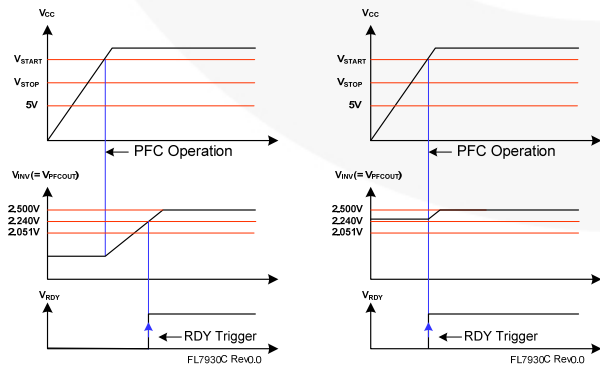 VCC
VSTART
VSTOP
5V
PFC Operation
VINV(=VPFCOUT)
2,500V
2,240V
2,051V
VRDY
RDY Trigger
FL7930C Rev0.0
VCC
VSTART
VSTOP
5V
PFC Operation
VINV(=VPFCOUT)
2,500V
2,240V
2,051V
VRDY
RDY Trigger
FL7930C Rev0.0